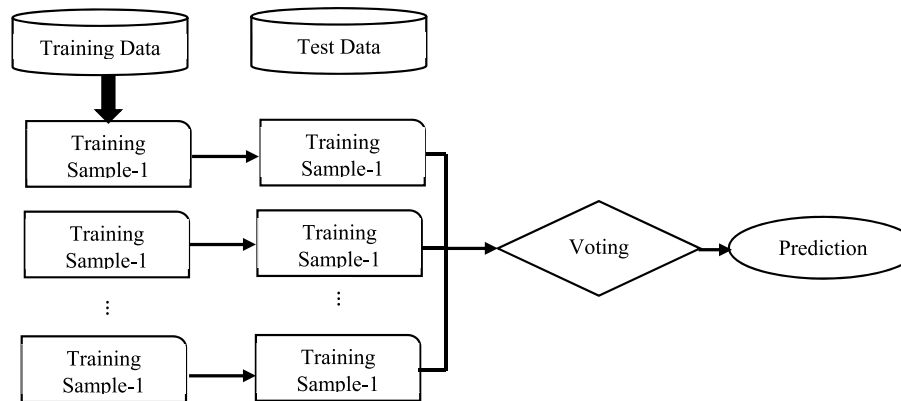 Training Data
Test Data
Training
Sample-1
Training
Sample-1
Training
Sample-1
Training
Sample-1
Voting
Prediction
...
...
Training
Sample-1
Training
Sample-1